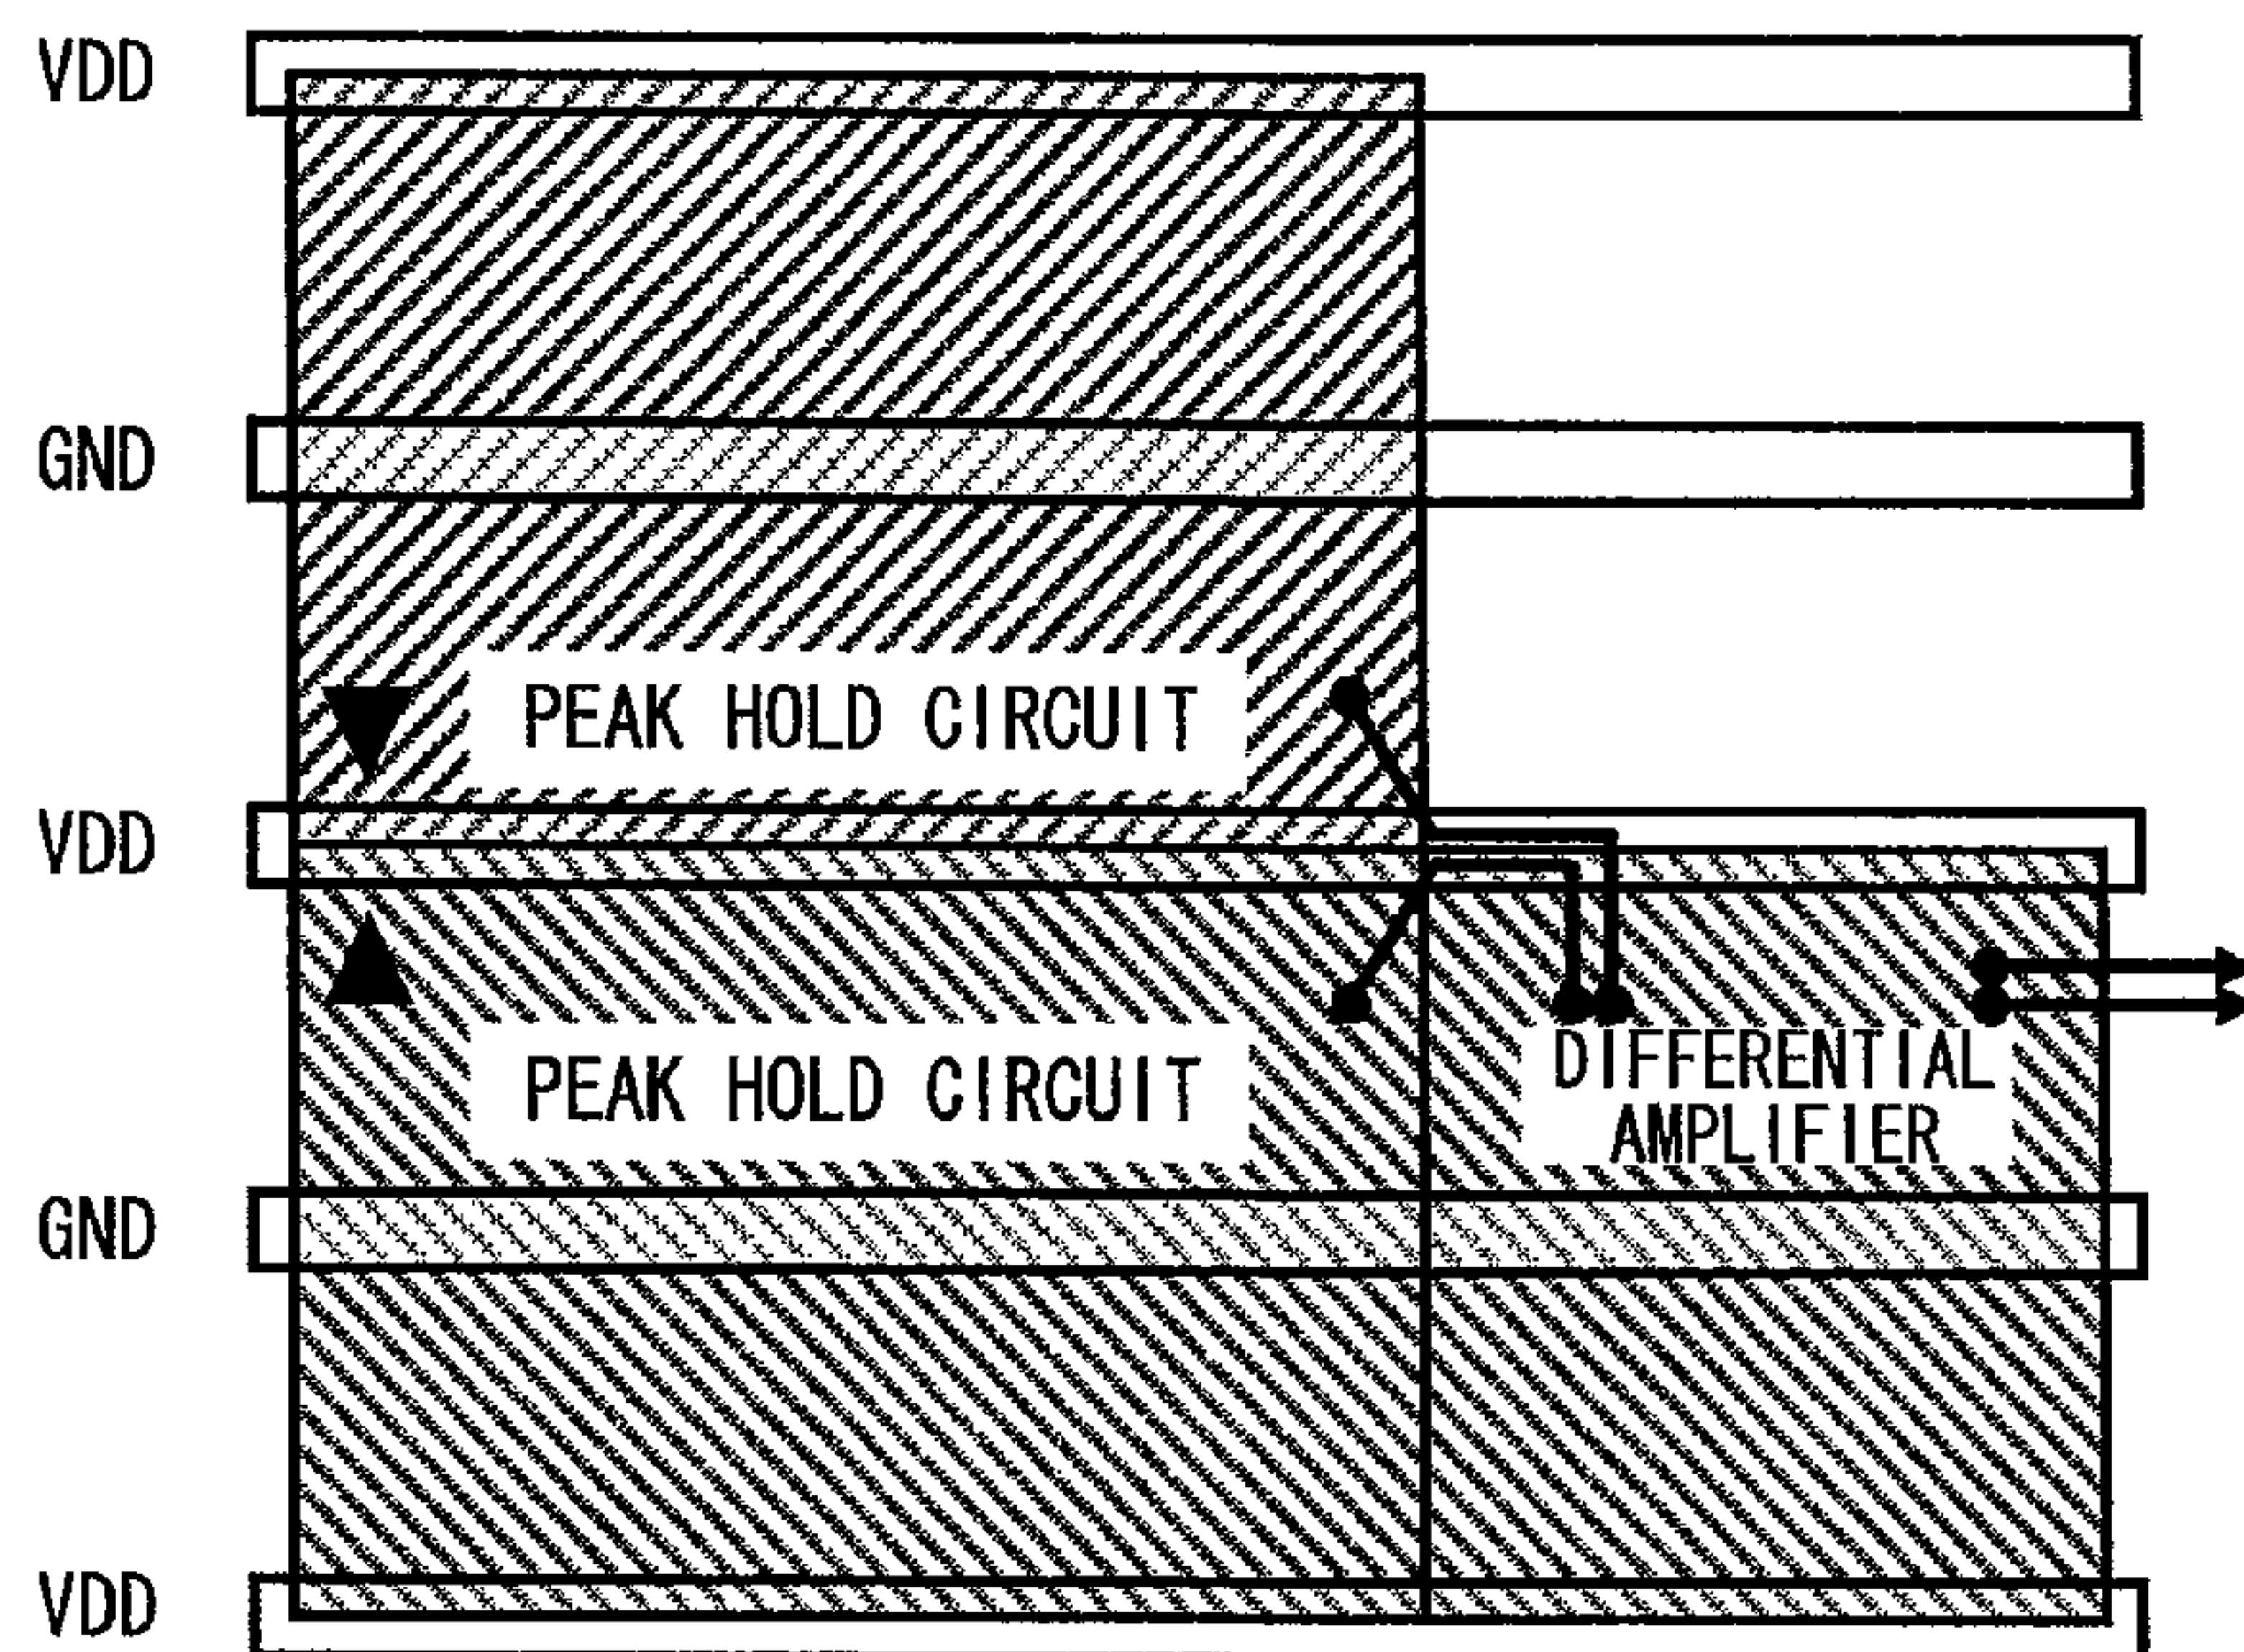 VDD
GND
PEAK HOLD CIRCUIT
VDD
PEAK HOLD CIRCUIT
DIFFERENTIAL
AMPLIFIER
GND
VDD